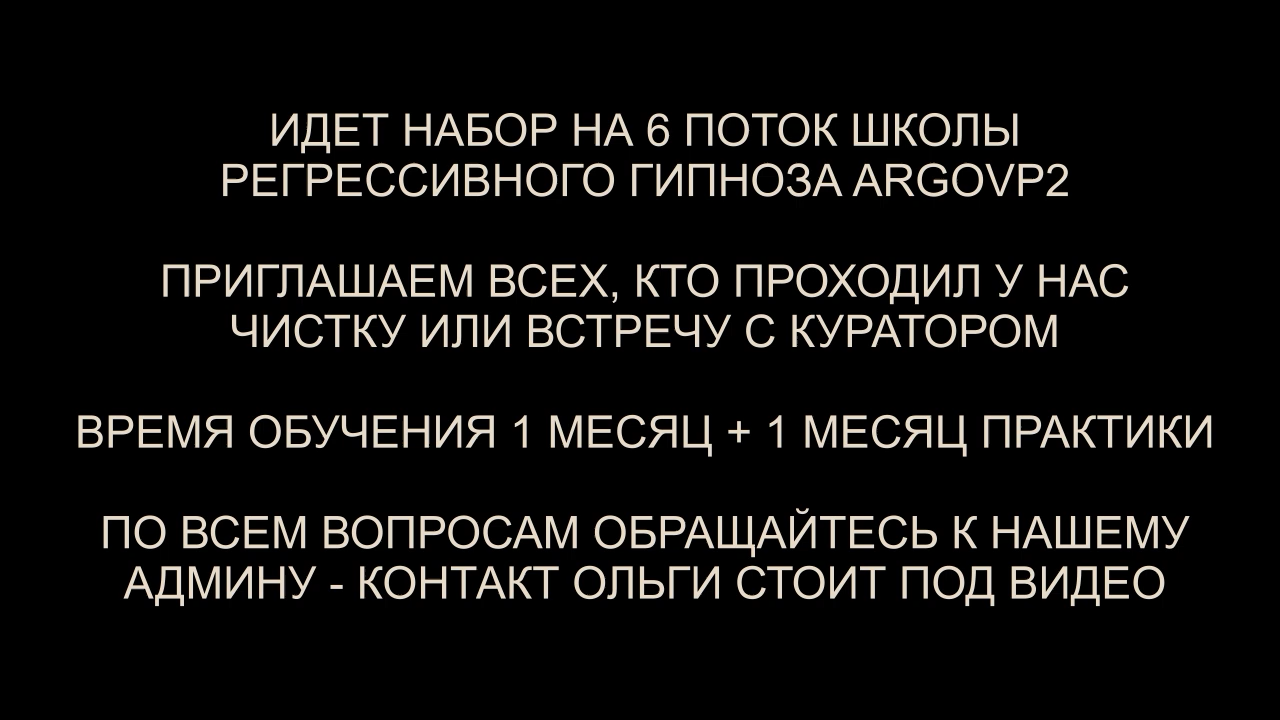 ИДЕТ НАБОР НА 6 ПОТОК ШКОЛЫ
РЕГРЕССИВНОГО ГИПНОЗА ARGOVP2
ПРИГЛАШАЕМ ВСЕХ, КТО ПРОХОДИЛ У НАС
ЧИСТКУ ИЛИ ВСТРЕЧУ С КУРАТОРОМ
ВРЕМЯ ОБУЧЕНИЯ 1 МЕСЯЦ + 1 МЕСЯЦ ПРАКТИКИ
ПО ВСЕМ ВОПРОСАМ ОБРАЩАЙТЕСЬ К НАШЕМУ
АДМИНУ - КОНТАКТ ОЛЬГИ СТОИТ ПОД ВИДЕО